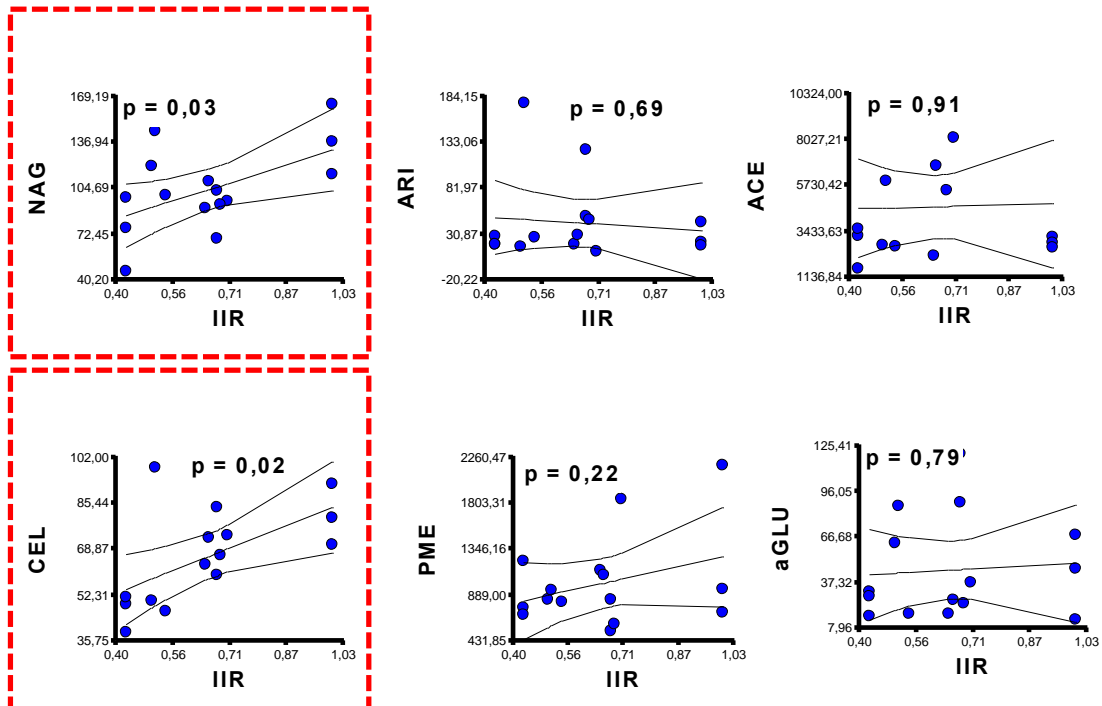 NAG
p = 0,03
169,19
136,94
104,69
72,45
40,20
0,40 0,56 0,71 0,87 1,03
IIR
ARI
p = 0,69
184,15
133,06
81,97
30,87
-20,22
0,40 0,56 0,71 0,87 1,03
IIR
ACE
p = 0,91
10324,00
8027,21
5730,42
3433,63
1136,84
0,40 0,56 0,71 0,87 1,03
IIR
CEL
p = 0,02
102,00
85,44
68,87
52,31
35,75
0,40 0,56 0,71 0,87 1,03
IIR
PME
p = 0,22
2260,47
1803,31
1346,16
889,00
431,85
0,40 0,56 0,71 0,87 1,03
IIR
aGLU
p = 0,79
125,41
96,05
66,68
37,32
7,96
0,40 0,56 0,71 0,87 1,03
IIR